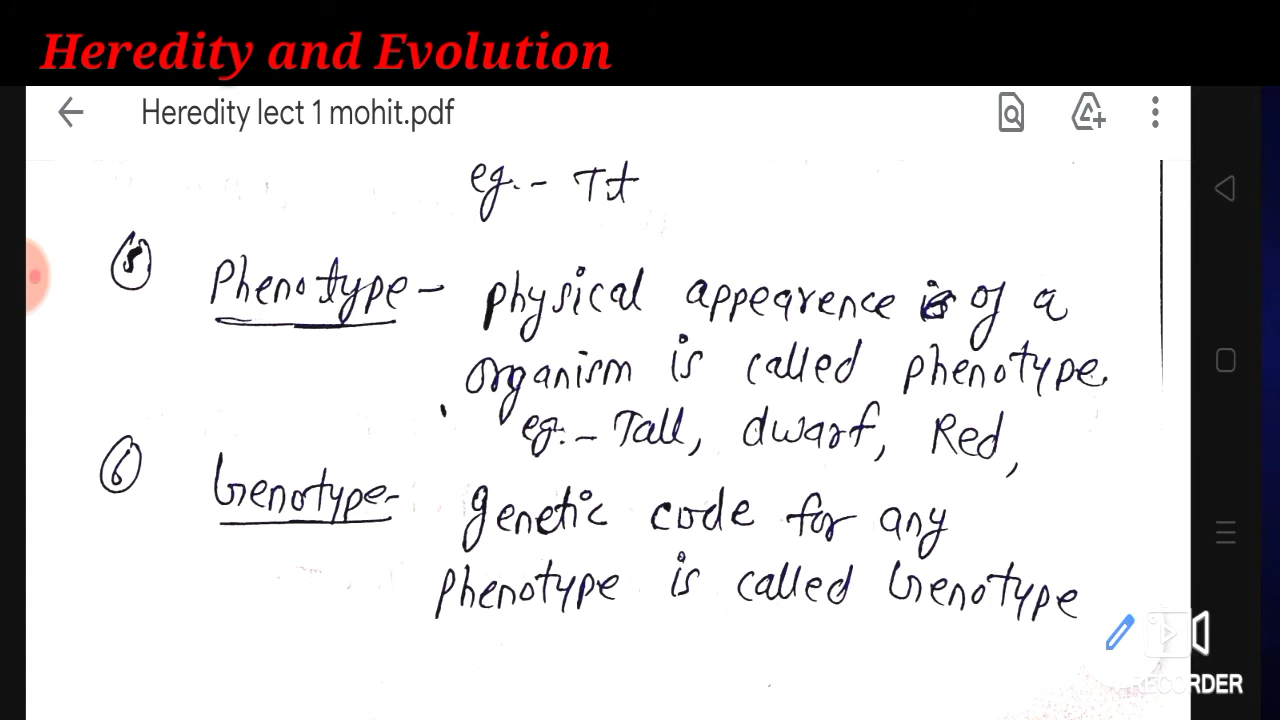 Heredity and Evolution
Heredity lect 1 mohit.pdf
eg.- Tt
5 Phenotype- physical appearence of a
organism is called phenotype.
eg.- Tall, dwarf, Red,
6 Genotype- genetic code for any
phenotype is called Genotype
RECORDER